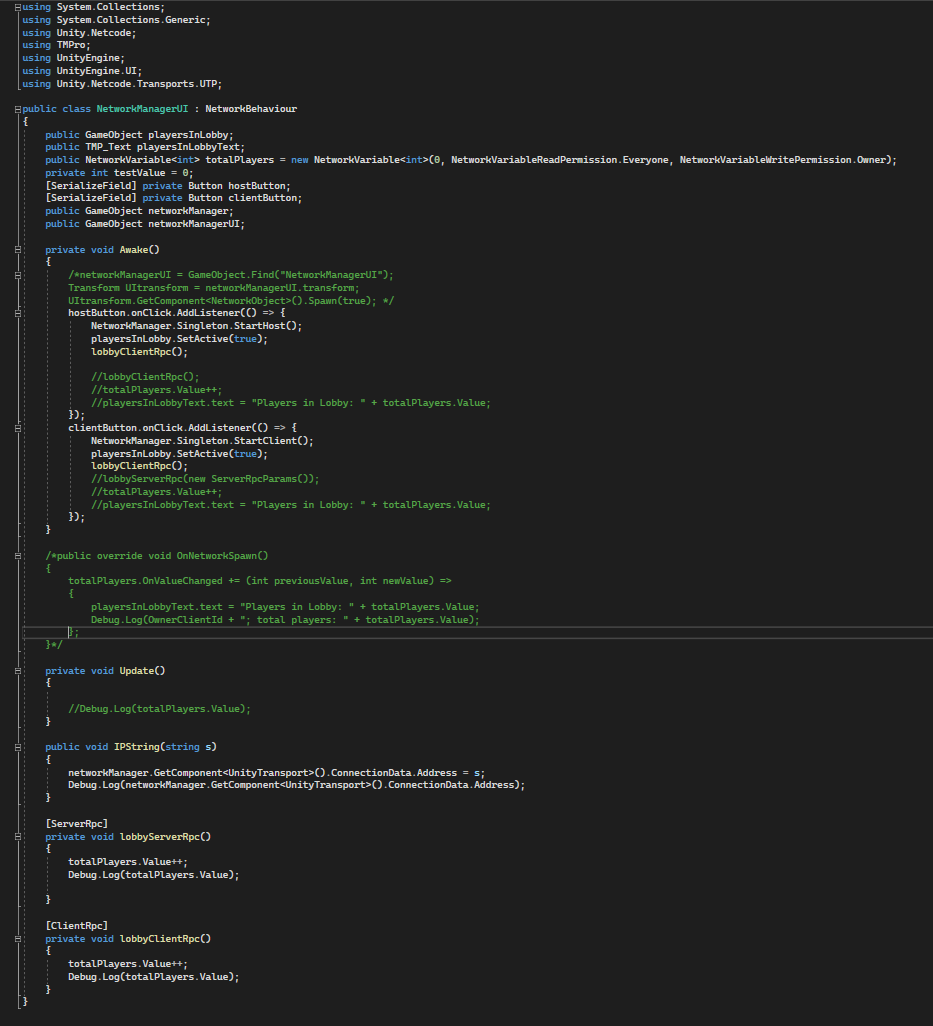 using System.Collections;
using System.Collections.Generic;
using Unity.Netcode;
using TMPro;
using UnityEngine;
using UnityEngine.UI;
using Unity.Netcode.Transports.UTP;

public class NetworkManagerUI : NetworkBehaviour
{
    public GameObject playersInLobby;
    public TMP_Text playersInLobbyText;
    public NetworkVariable<int> totalPlayers = new NetworkVariable<int>(0, NetworkVariableReadPermission.Everyone, NetworkVariableWritePermission.Owner);
    private int testValue = 0;
    [SerializeField] private Button hostButton;
    [SerializeField] private Button clientButton;
    public GameObject networkManager;
    public GameObject networkManagerUI;

    private void Awake()
    {
        /*networkManagerUI = GameObject.Find("NetworkManagerUI");
        Transform UItransform = networkManagerUI.transform;
        UItransform.GetComponent<NetworkObject>().Spawn(true); */
        hostButton.onClick.AddListener(() => {
            NetworkManager.Singleton.StartHost();
            playersInLobby.SetActive(true);
            lobbyClientRpc();

            //lobbyClientRpc();
            //totalPlayers.Value++;
            //playersInLobbyText.text = "Players in Lobby: " + totalPlayers.Value;
        });
        clientButton.onClick.AddListener(() => {
            NetworkManager.Singleton.StartClient();
            playersInLobby.SetActive(true);
            lobbyClientRpc();
            //lobbyServerRpc(new ServerRpcParams());
            //totalPlayers.Value++;
            //playersInLobbyText.text = "Players in Lobby: " + totalPlayers.Value;
        });
    }

    /*public override void OnNetworkSpawn()
    {
        totalPlayers.OnValueChanged += (int previousValue, int newValue) =>
        {
            playersInLobbyText.text = "Players in Lobby: " + totalPlayers.Value;
            Debug.Log(OwnerClientId + "; total players: " + totalPlayers.Value);
        };
    }*/

    private void Update()
    {

        //Debug.Log(totalPlayers.Value);
    }

    public void IPString(string s)
    {
        networkManager.GetComponent<UnityTransport>().ConnectionData.Address = s;
        Debug.Log(networkManager.GetComponent<UnityTransport>().ConnectionData.Address);
    }

    [ServerRpc]
    private void lobbyServerRpc()
    {
        totalPlayers.Value++;
        Debug.Log(totalPlayers.Value);

    }

    [ClientRpc]
    private void lobbyClientRpc()
    {
        totalPlayers.Value++;
        Debug.Log(totalPlayers.Value);
    }
}